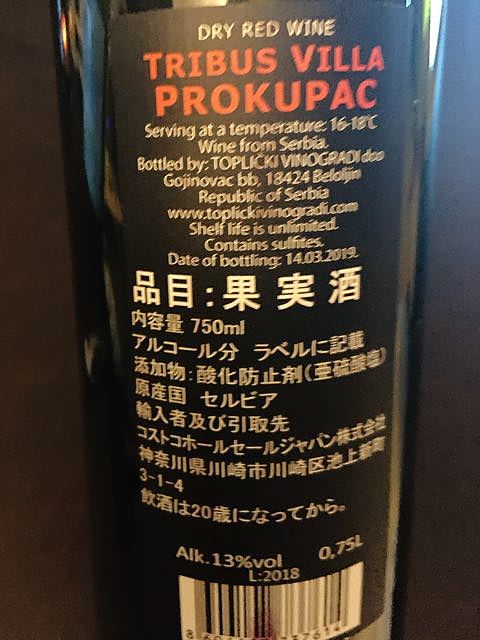 DRY RED WINE
TRIBUS VILLA
PROKUPAC
Serving at a temperature: 16-18°C
Wine from Serbia.
Bottled by: TOPLICKI VINOGRADI doo
Gojinovac bb, 18424 Beloljin
Republic of Serbia
www.toplickivinogradi.com
Shelf life is unlimited.
Contains sulfites.
Date of bottling: 14.03.2019.
品目:果実酒
内容量 750ml
アルコール分 ラベルに記載
添加物:酸化防止剤(亜硫酸塩)
原産国 セルビア
輸入者及び引取先
コストコホールセールジャパン株式会社
神奈川県川崎市川崎区池上新町
3-1-4
飲酒は20歳になってから。
Alk.13%vol 0,75L
L:2018